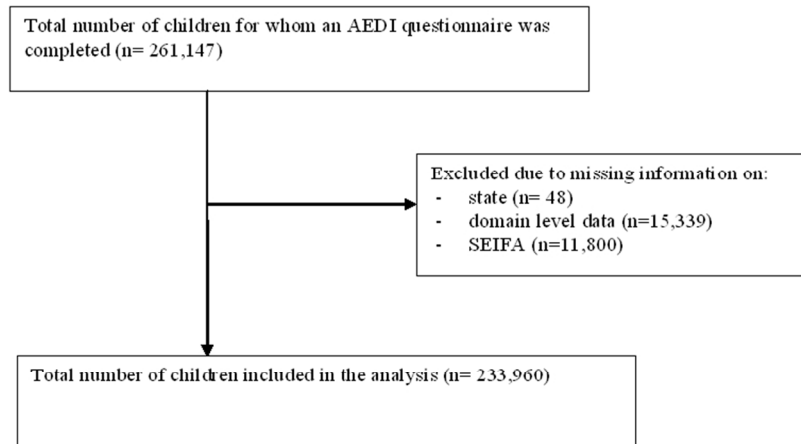 Total number of children for whom an AEDI questionnaire was
completed (n= 261,147)
Excluded due to missing information on:
- state (n= 48)
- domain level data (n=15,339)
- SEIFA (n=11,800)
Total number of children included in the analysis (n= 233,960)